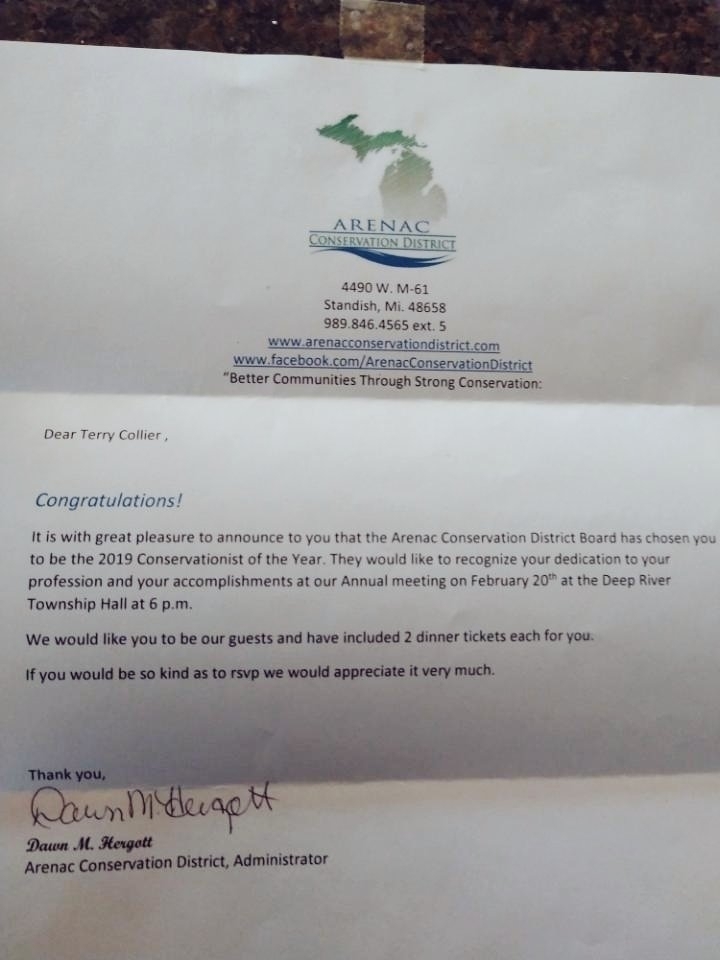 ARENAC
CONSERVATION DISTRICT
4490 W. M-61
Standish, Mi. 48658
989.846.4565 ext. 5
www.arenacconservationdistrict.com
www.facebook.com/ArenacConservationDistrict
"Better Communities Through Strong Conservation:
Dear Terry Collier ,
Congratulations!
It is with great pleasure to announce to you that the Arenac Conservation District Board has chosen you
to be the 2019 Conservationist of the Year. They would like to recognize your dedication to your
profession and your accomplishments at our Annual meeting on February 20th at the Deep River
Township Hall at 6 p.m.
We would like you to be our guests and have included 2 dinner tickets each for you.
If you would be so kind as to rsvp we would appreciate it very much.
Thank you,
Dawn M. Hergott
Dawn M. Hergott
Arenac Conservation District, Administrator